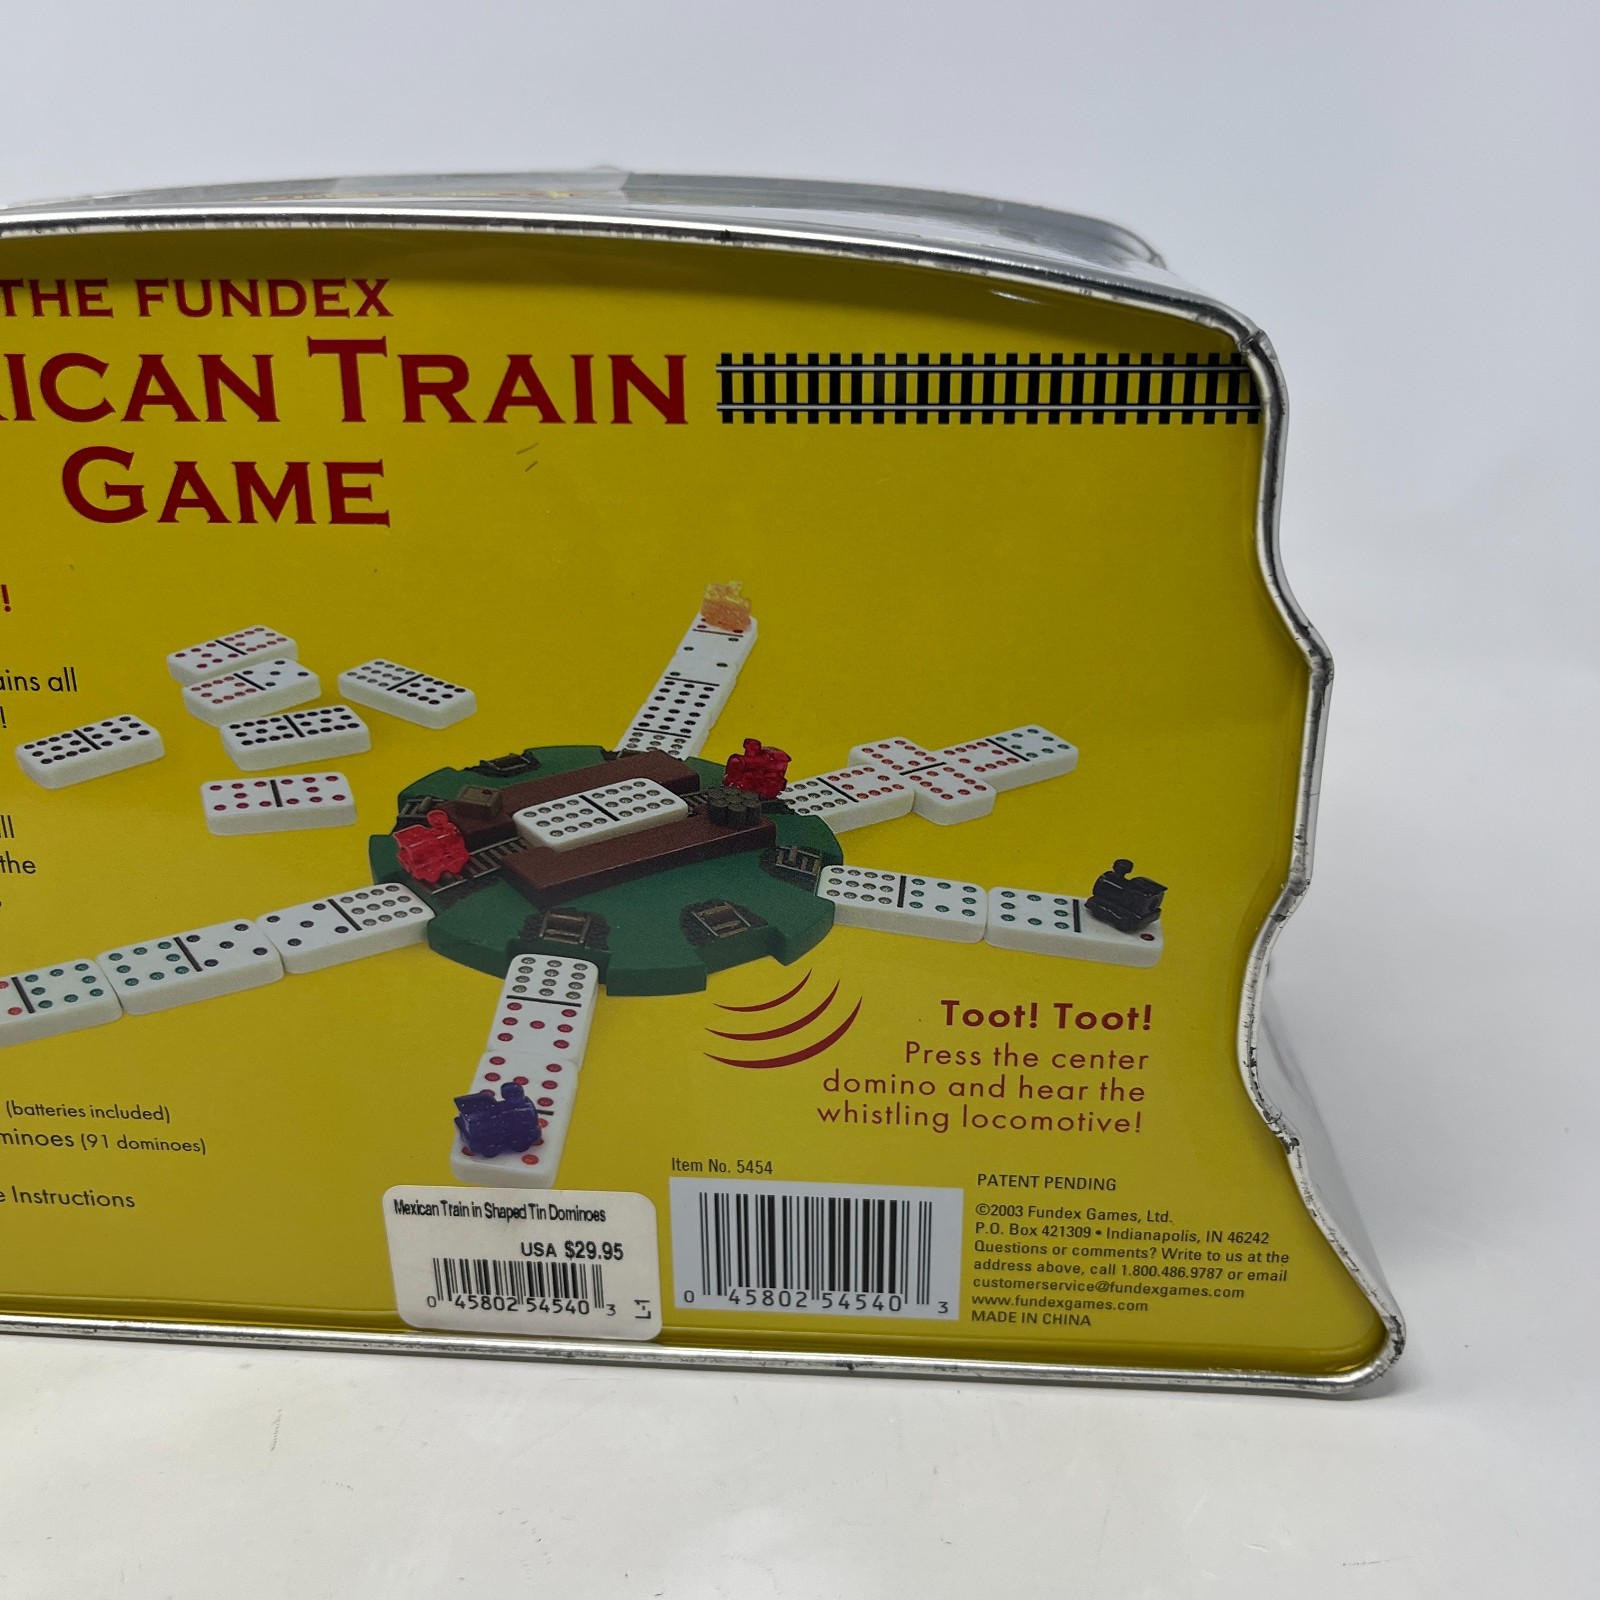 THE FUNDEX
ICAN TRAIN
GAME
!
ains all
!
ll
the
(batteries included)
minoes (91 dominoes)
e Instructions
Toot! Toot!
Press the center
domino and hear the
whistling locomotive!
Item No. 5454
0 45802 54540 3
Mexican Train in Shaped Tin Dominoes
USA $29.95
0 45802 54540 3
L-1
PATENT PENDING
©2003 Fundex Games, Ltd.
P.O. Box 421309 • Indianapolis, IN 46242
Questions or comments? Write to us at the
address above, call 1.800.486.9787 or email
customerservice@fundexgames.com
www.fundexgames.com
MADE IN CHINA